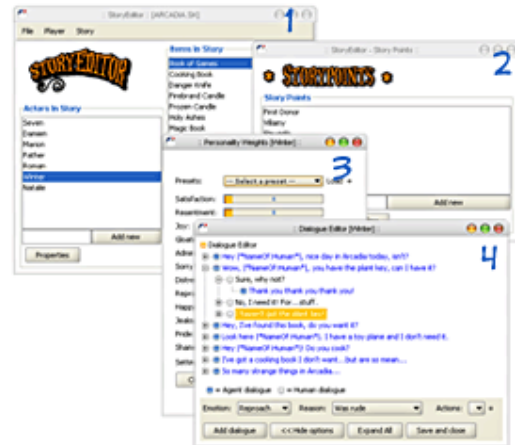 :: StoryEditor :: [ARCADIA.SK]
1
File Player Story
STORYEDITOR
Actors In Story
Seven
Damien
Marion
Father
Roman
Winter
Natalie
Add new
Properties
Items in Story
Book of Games
Cooking Book
Danger Knife
Firebrand Candle
Frozen Candle
Holy Ashes
Magic Book
:: StoryEditor - Story Points ::
2
STORYPOINTS
Story Points
First Donor
Villainy
Add new
:: Personality Weights [Winter] ::
3
Presets: --- Select a preset ---
Satisfaction:
Resentment:
Joy:
:: Dialogue Editor [Winter] ::
4
Dialogue Editor
Hey [*NameOf Human*], nice day in Arcadia today, isn't?
Wow, [*NameOf Human*], you have the plant key, can I have it?
Sure, why not?
Thank you thank you thank you!
No, I need it! For...stuff.
Hey, I've found this book, do you want it?
Look here [*NameOf Human*]. I have a toy plane and I don't need it.
Hey [*NameOf Human*]! Do you cook?
I've got a cooking book I don't want...but are so mean...
So many strange things in Arcadia...
= Agent dialogue = Human dialogue
Emotion: Reproach Reason: Was rude Actions: +
Add dialogue <<Hide options Expand All Save and close